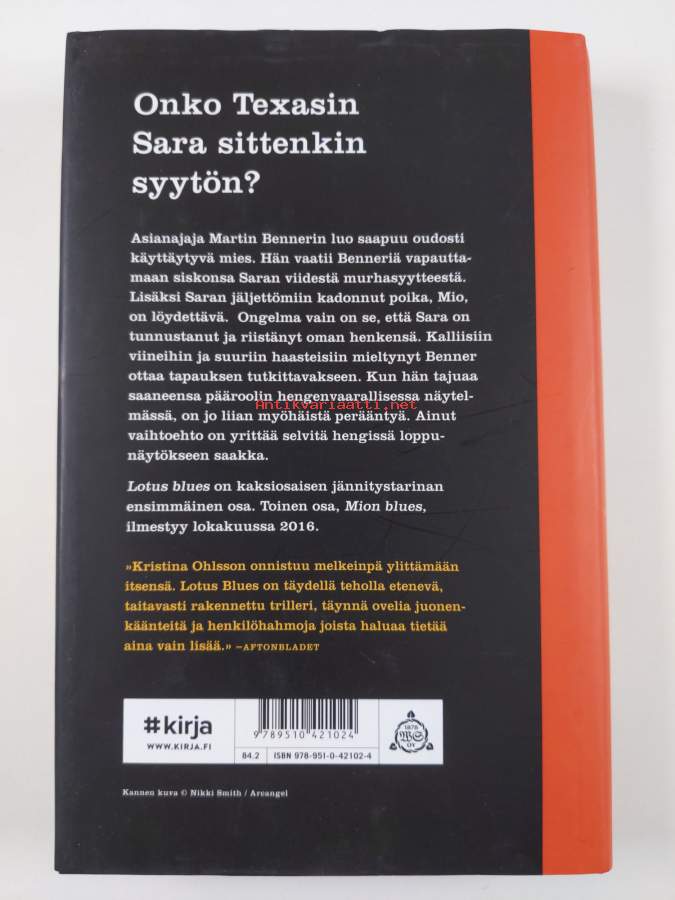 Onko Texasin
Sara sittenkin
syytön?
Asianajaja Martin Bennerin luo saapuu oudosti
käyttäytyvä mies. Hän vaatii Benneriä vapautta-
maan siskonsa Saran viidestä murhasyytteestä.
Lisäksi Saran jäljettömiin kadonnut poika, Mio,
on löydettävä. Ongelma vain on se, että Sara on
tunnustanut ja riistänyt oman henkensä. Kalliisiin
viineihin ja suuriin haasteisiin mieltynyt Benner
ottaa tapauksen tutkittavakseen. Kun hän tajuaa
saaneensa pääroolin hengenvaarallisessa näytel-
Antikvariaatti.net
mässä, on jo liian myöhäistä perääntyä. Ainut
vaihtoehto on yrittää selvitä hengissä loppu-
näytökseen saakka.
Lotus blues on kaksiosaisen jännitystarinan
ensimmäinen osa. Toinen osa, Mion blues,
ilmestyy lokakuussa 2016.
»Kristina Ohlsson onnistuu melkeinpä ylittämään
itsensä. Lotus Blues on täydellä teholla etenevä,
taitavasti rakennettu trilleri, täynnä ovelia juonen-
käänteitä ja henkilöhahmoja joista haluaa tietää
aina vain lisää.» –AFTONBLADET
#kirja
WWW.KIRJA.FI
9789510421024
84.2
ISBN 978-951-0-42102-4
1878
WS
OY
Kannen kuva © Nikki Smith / Arcangel